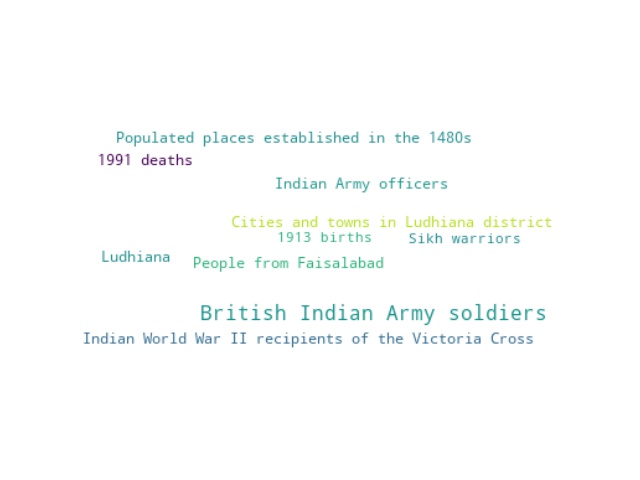 Populated places established in the 1480s
1991 deaths
Indian Army officers
Cities and towns in Ludhiana district
1913 births
Sikh warriors
Ludhiana
People from Faisalabad
British Indian Army soldiers
Indian World War II recipients of the Victoria Cross